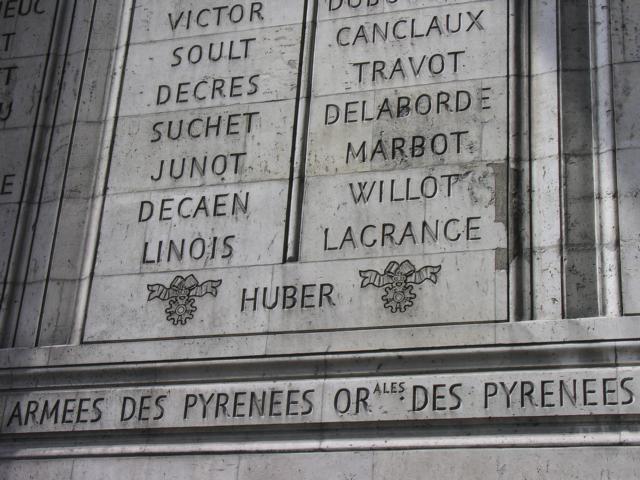 VICTOR
SOULT
DECRES
SUCHET
JUNOT
DECAEN
LINOIS
CANCLAUX
TRAVOT
DELABORDE
MARBOT
WILLOT
LAGRANGE
HUBER
ARMEES DES PYRENEES ORALES. DES PYRENEES